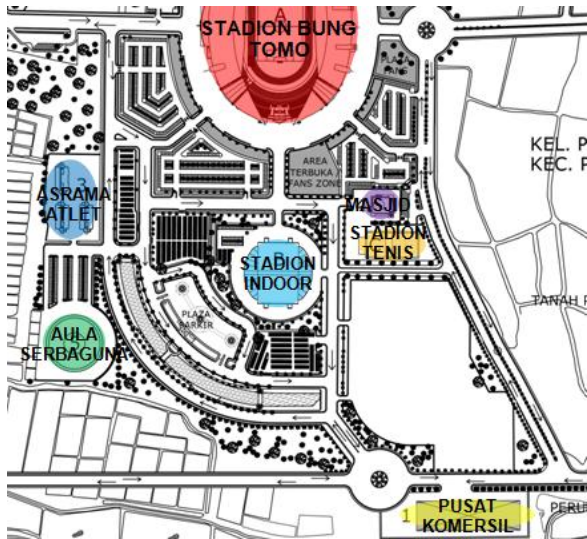 A
STADION BUNG
TOMO
PLAZA
AREA
TERBUKA /
FANS ZONE
KEL. P
KEC. P
ASRAMA
ATLET
MASJID
STADION
TENIS
STADION
INDOOR
TANAH
PLAZA
PARKIR
AULA
SERBAGUNA
1
PUSAT
KOMERSIL
PERU